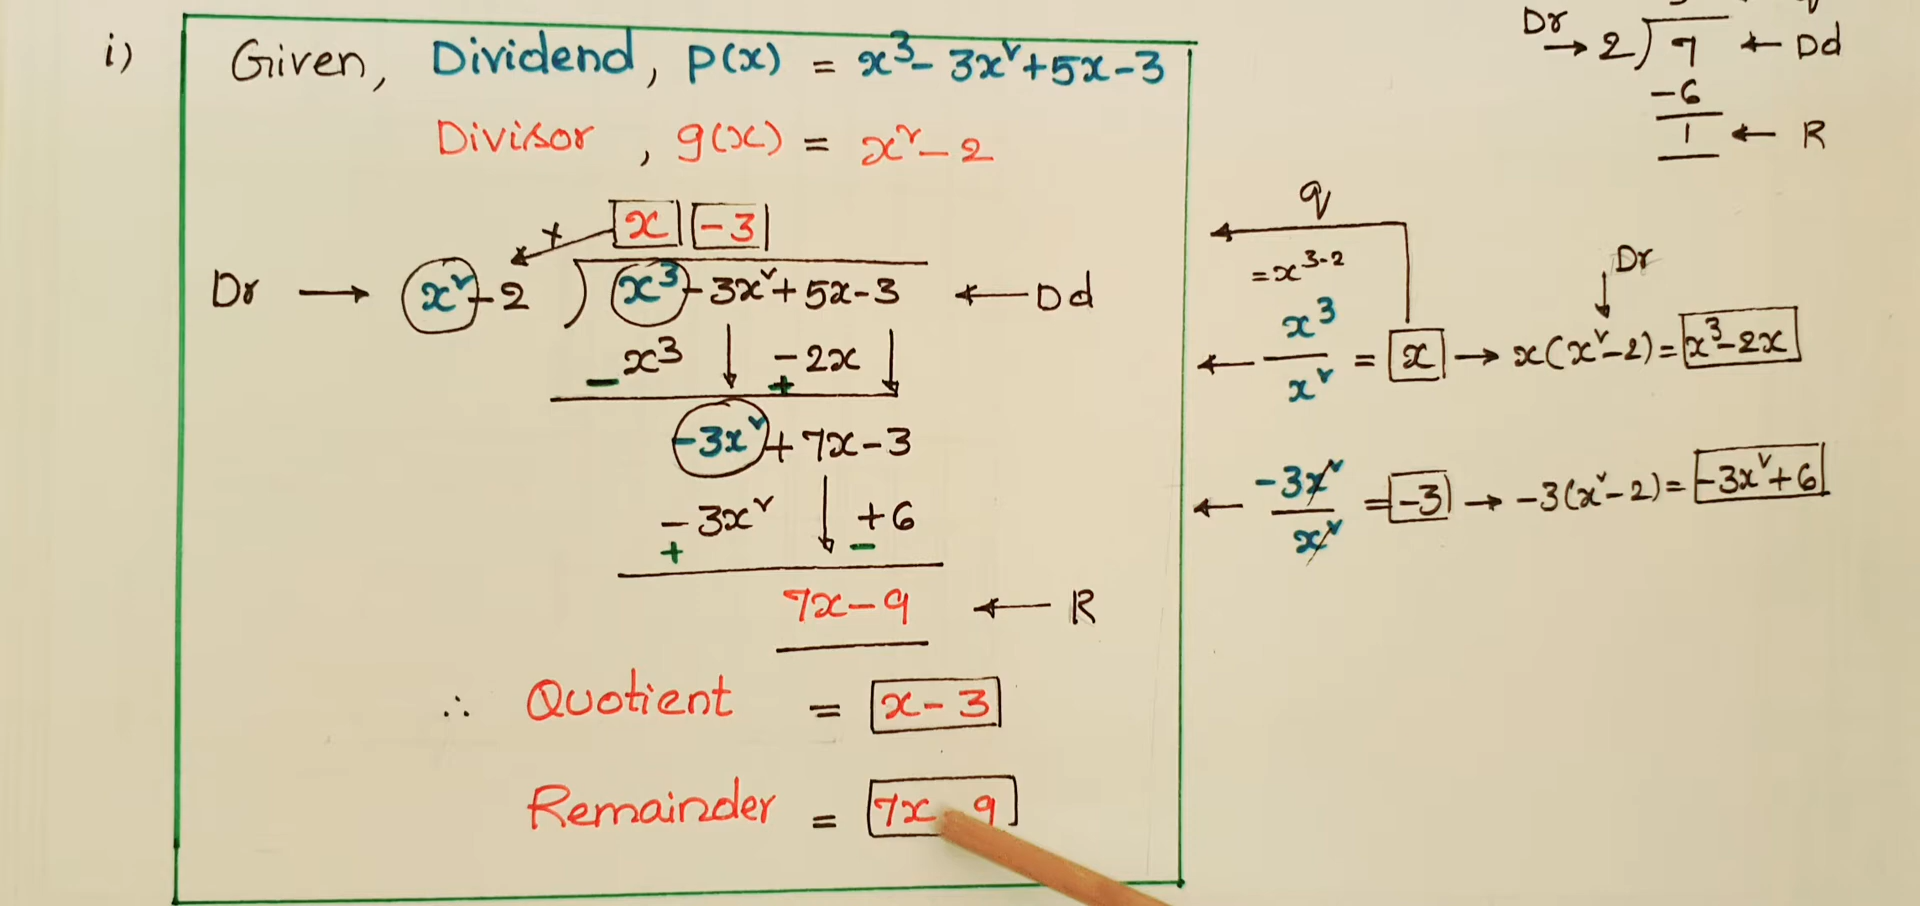 i) Given, Dividend, p(x) = x³ - 3x² + 5x - 3
Divisor, g(x) = x² - 2
x - 3
Dr → x² - 2 ) x³ - 3x² + 5x - 3 ← Dd
- x³ - 2x
+
-3x² + 7x - 3
- 3x² + 6
+ -
7x - 9 ← R
∴ Quotient = x - 3
Remainder = 7x 9
Dr → 2 ) 7 ← Dd
-6
1 ← R
q
= x³⁻²
Dr
← x³/x² = x → x(x² - 2) = x³ - 2x
← -3x²/x² = -3 → -3(x² - 2) = -3x² + 6